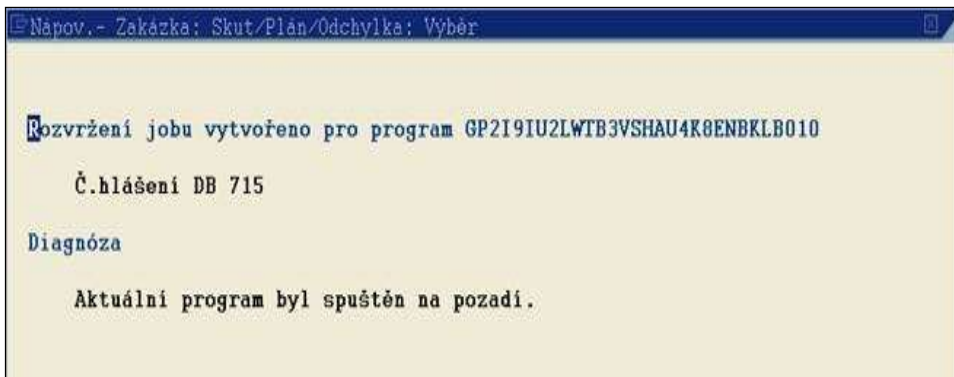 Nápov.- Zakázka: Skut/Plán/Odchylka: Výběr
Rozvržení jobu vytvořeno pro program GP2I9IU2LWTB3VSHAU4K8ENBKLB010
Č.hlášení DB 715
Diagnóza
Aktuální program byl spuštěn na pozadí.